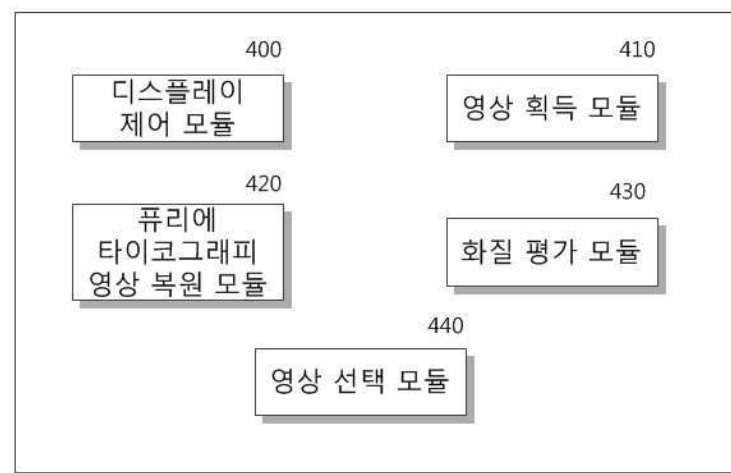 400
디스플레이
제어 모듈
410
영상 획득 모듈
420
퓨리에
타이코그래피
영상 복원 모듈
430
화질 평가 모듈
440
영상 선택 모듈